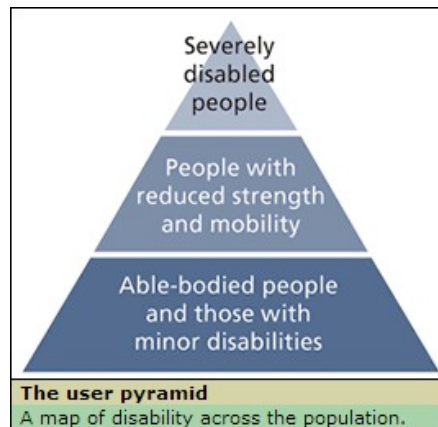 Severely
disabled
people
People with
reduced strength
and mobility
Able-bodied people
and those with
minor disabilities
The user pyramid
A map of disability across the population.